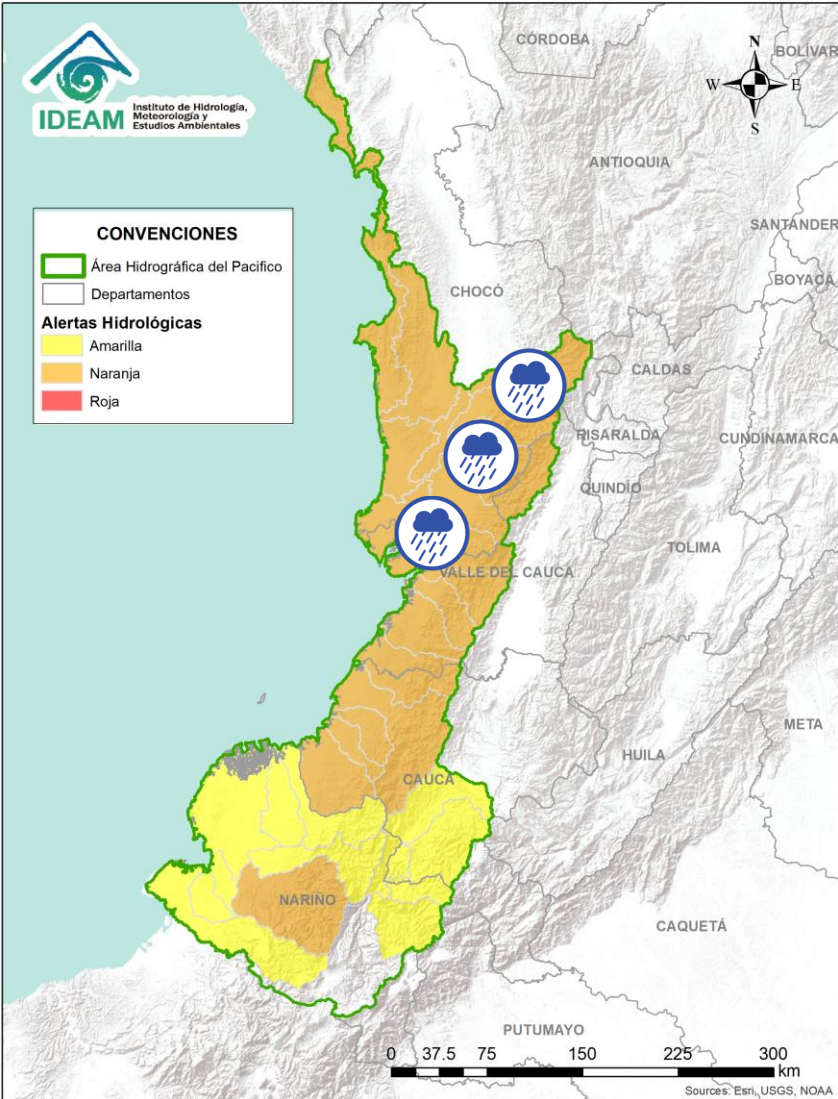 IDEAM
Instituto de Hidrología,
Meteorología y
Estudios Ambientales
CONVENCIONES
Área Hidrográfica del Pacifico
Departamentos
Alertas Hidrológicas
Amarilla
Naranja
Roja
N
W
E
S
CÓRDOBA
BOLÍVAR
ANTIOQUIA
SANTANDER
BOYACÁ
CHOCÓ
CALDAS
RISARALDA
CUNDINAMARCA
QUINDÍO
TOLIMA
VALLE DEL CAUCA
META
HUILA
CAUCA
NARIÑO
CAQUETÁ
PUTUMAYO
0 37.5 75 150 225 300
km
Sources: Esri, USGS, NOAA